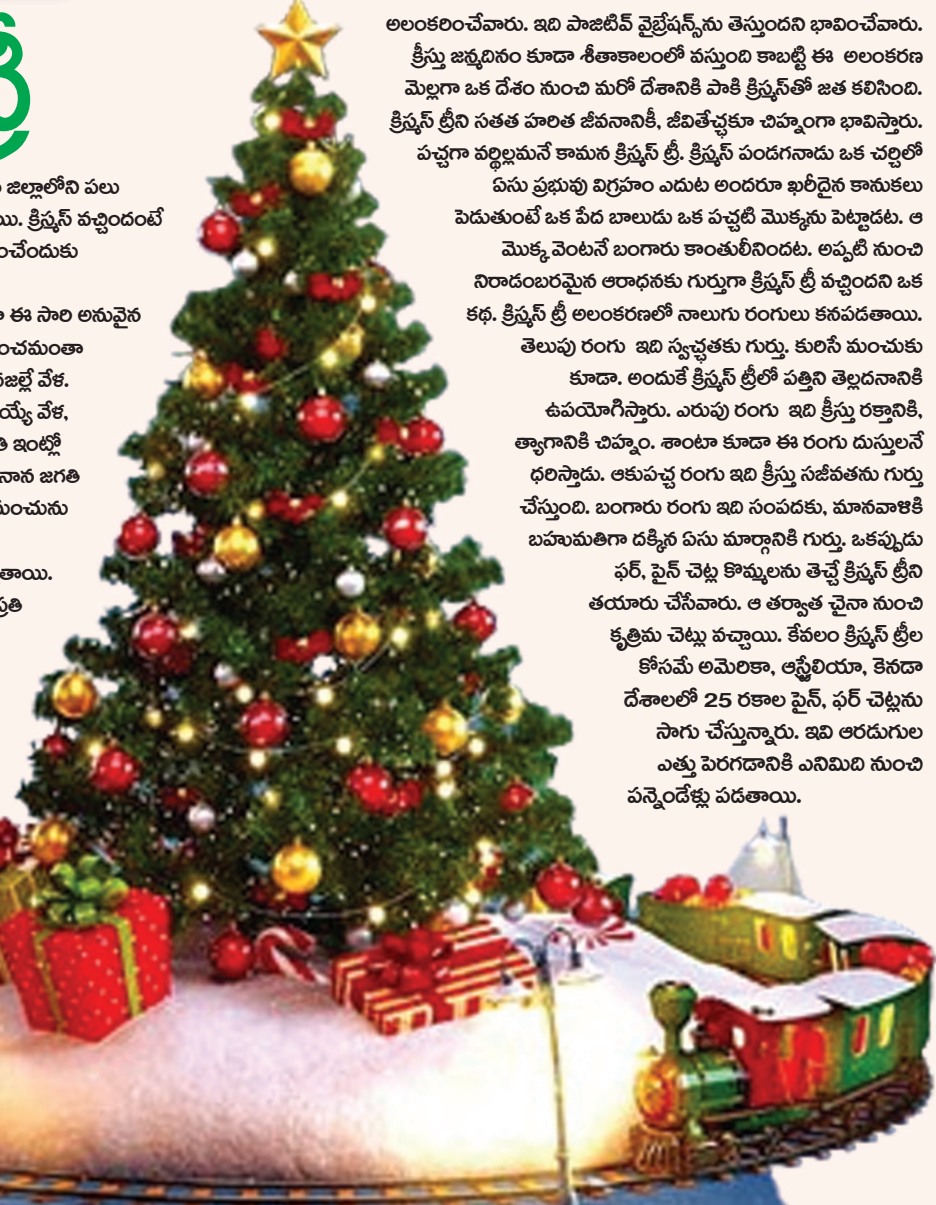 జిల్లాలోని పలు
యి. క్రిస్మస్ వచ్చిందంటే
ంచేందుకు
ఈ సారి అనువైన
ంచమంతా
జల్లే వేళ.
య్యే వేళ,
ఇంట్లో
నాన జగతి
మంచును
తాయి.
ప్రతి
అలంకరించేవారు. ఇది పాజిటివ్ వైబ్రేషన్స్‌ను తెస్తుందని భావించేవారు.
క్రీస్తు జన్మదినం కూడా శీతాకాలంలో వస్తుంది కాబట్టి ఈ అలంకరణ
మెల్లగా ఒక దేశం నుంచి మరో దేశానికి పాకి క్రిస్మస్‌తో జత కలిసింది.
క్రిస్మస్ ట్రీని సతత హరిత జీవనానికీ, జీవితేచ్ఛకూ చిహ్నంగా భావిస్తారు.
పచ్చగా వర్థిల్లమనే కామన క్రిస్మస్ ట్రీ. క్రిస్మస్ పండగనాడు ఒక చర్చిలో
ఏసు ప్రభువు విగ్రహం ఎదుట అందరూ ఖరీదైన కానుకలు
పెడుతుంటే ఒక పేద బాలుడు ఒక పచ్చటి మొక్కను పెట్టాడట. ఆ
మొక్క వెంటనే బంగారు కాంతులీనిందట. అప్పటి నుంచి
నిరాడంబరమైన ఆరాధనకు గుర్తుగా క్రిస్మస్ ట్రీ వచ్చిందని ఒక
కథ. క్రిస్మస్ ట్రీ అలంకరణలో నాలుగు రంగులు కనపడతాయి.
తెలుపు రంగు ఇది స్వచ్ఛతకు గుర్తు. కురిసే మంచుకు
కూడా. అందుకే క్రిస్మస్ ట్రీలో పత్తిని తెల్లదనానికి
ఉపయోగిస్తారు. ఎరుపు రంగు ఇది క్రీస్తు రక్తానికి,
త్యాగానికి చిహ్నం. శాంటా కూడా ఈ రంగు దుస్తులనే
ధరిస్తాడు. ఆకుపచ్చ రంగు ఇది క్రీస్తు సజీవతను గుర్తు
చేస్తుంది. బంగారు రంగు ఇది సంపదకు, మానవాళికి
బహుమతిగా దక్కిన ఏసు మార్గానికి గుర్తు. ఒకప్పుడు
ఫర్, పైన్ చెట్ల కొమ్మలను తెచ్చే క్రిస్మస్ ట్రీని
తయారు చేసేవారు. ఆ తర్వాత చైనా నుంచి
కృత్రిమ చెట్లు వచ్చాయి. కేవలం క్రిస్మస్ ట్రీల
కోసమే అమెరికా, ఆస్ట్రేలియా, కెనడా
దేశాలలో 25 రకాల పైన్, ఫర్ చెట్లను
సాగు చేస్తున్నారు. ఇవి ఆరడుగుల
ఎత్తు పెరగడానికి ఎనిమిది నుంచి
పన్నెండేళ్లు పడతాయి.